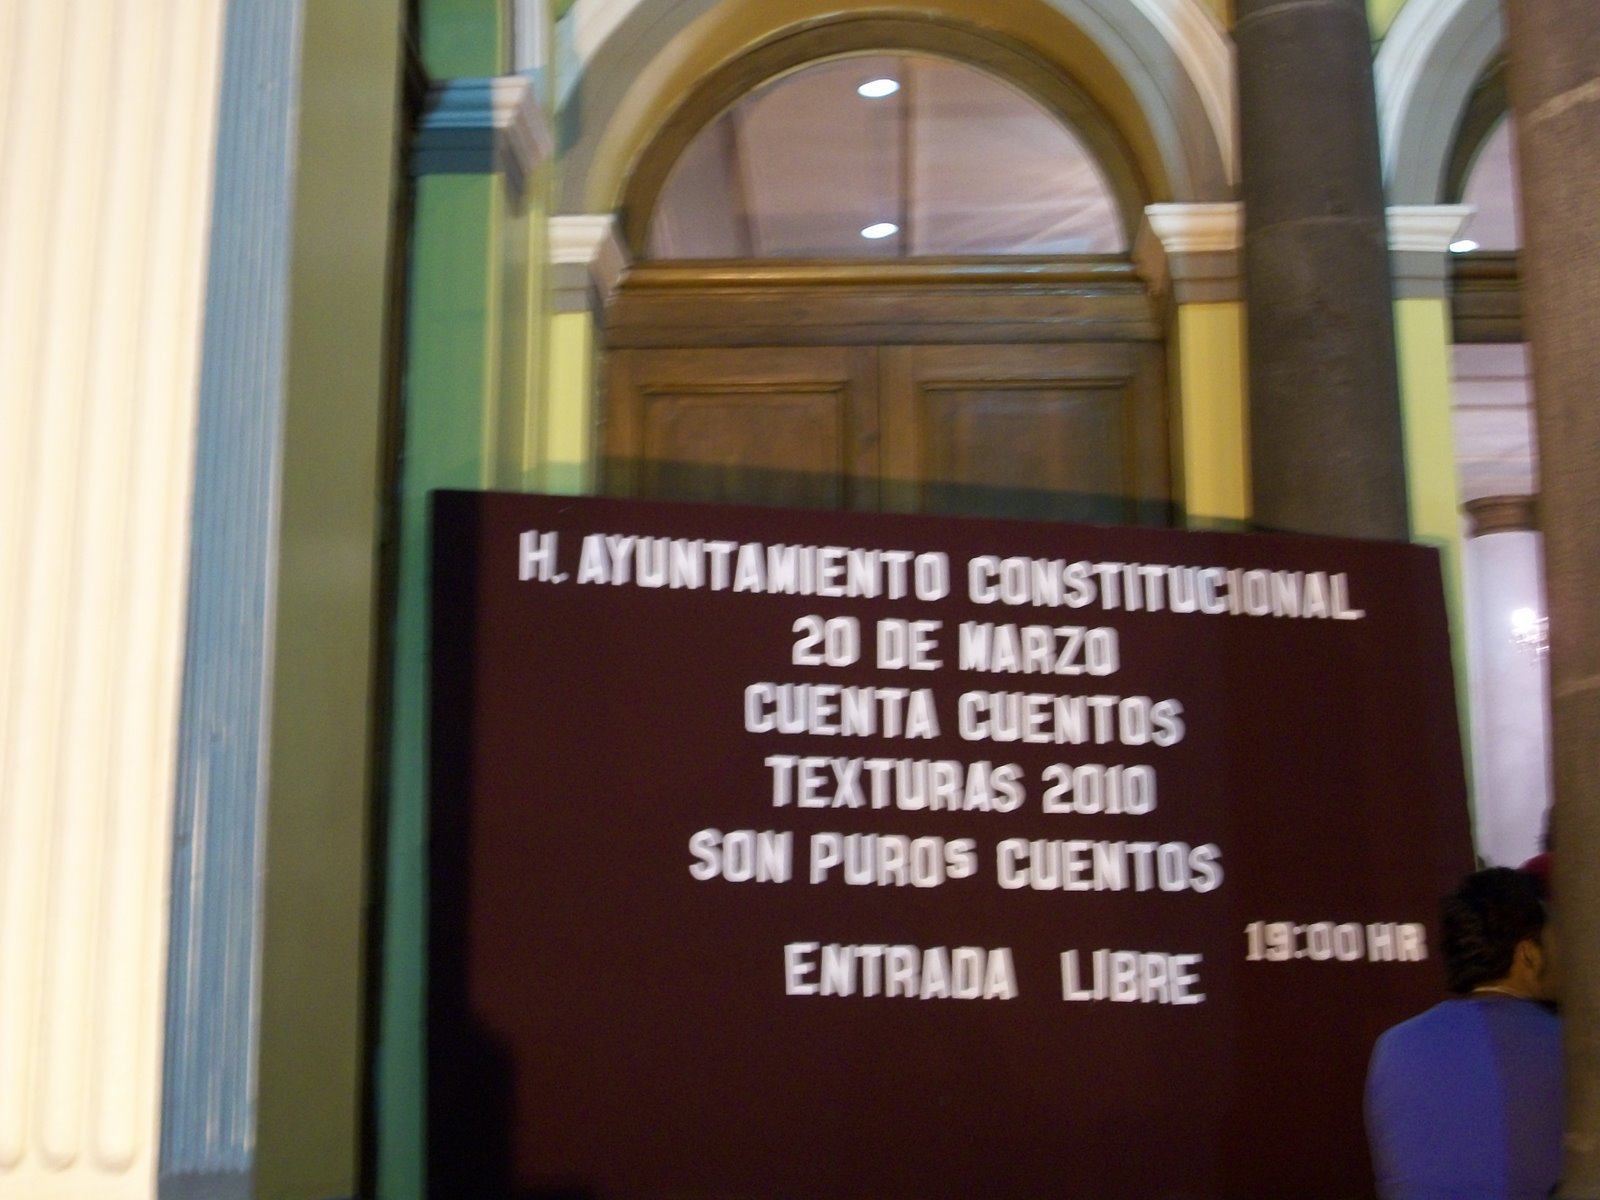 H. AYUNTAMIENTO CONSTITUCIONAL
20 DE MARZO
CUENTA CUENTOS
TEXTURAS 2010
SON PUROS CUENTOS
19:00 HR
ENTRADA LIBRE